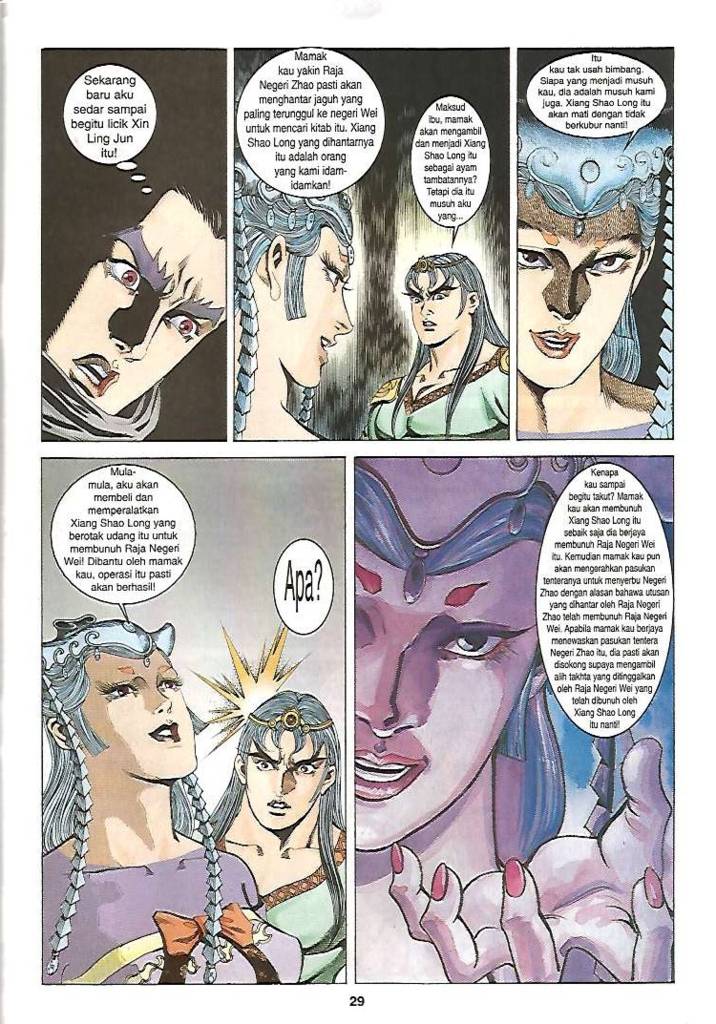 Sekarang
baru aku
sedar sampai
begitu licik Xin
Ling Jun
itu!
Mamak
kau yakin Raja
Negeri Zhao pasti akan
menghantar jaguh yang
paling terunggul ke negeri Wei
untuk mencari kitab itu. Xiang
Shao Long yang dihantarnya
itu adalah orang
yang kami idam-
idamkan!
Maksud
ibu, mamak
akan mengambil
dan menjadi Xiang
Shao Long itu
sebagai ayam
tambatannya?
Tetapi dia itu
musuh aku
yang...
Itu
kau tak usah bimbang.
Siapa yang menjadi musuh
kau, dia adalah musuh kami
juga. Xiang Shao Long itu
akan mati dengan tidak
berkubur nanti!
Mula-
mula, aku akan
membeli dan
memperalatkan
Xiang Shao Long yang
berotak udang itu untuk
membunuh Raja Negeri
Wei! Dibantu oleh mamak
kau, operasi itu pasti
akan berhasil!
Apa?
Kenapa
kau sampai
begitu takut? Mamak
kau akan membunuh
Xiang Shao Long itu
sebaik saja dia berjaya
membunuh Raja Negeri Wei
itu. Kemudian mamak kau pun
akan mengerahkan pasukan
tenteranya untuk menyerbu Negeri
Zhao dengan alasan bahawa utusan
yang dihantar oleh Raja Negeri
Zhao telah membunuh Raja Negeri
Wei. Apabila mamak kau berjaya
menewaskan pasukan
Negeri Zhao itu, dia pasti akan
disokong supaya mengambil
alih takhta yang ditinggalkan
oleh Raja Negeri Wei yang
telah dibunuh oleh
Xiang Shao Long
itu nanti!
29